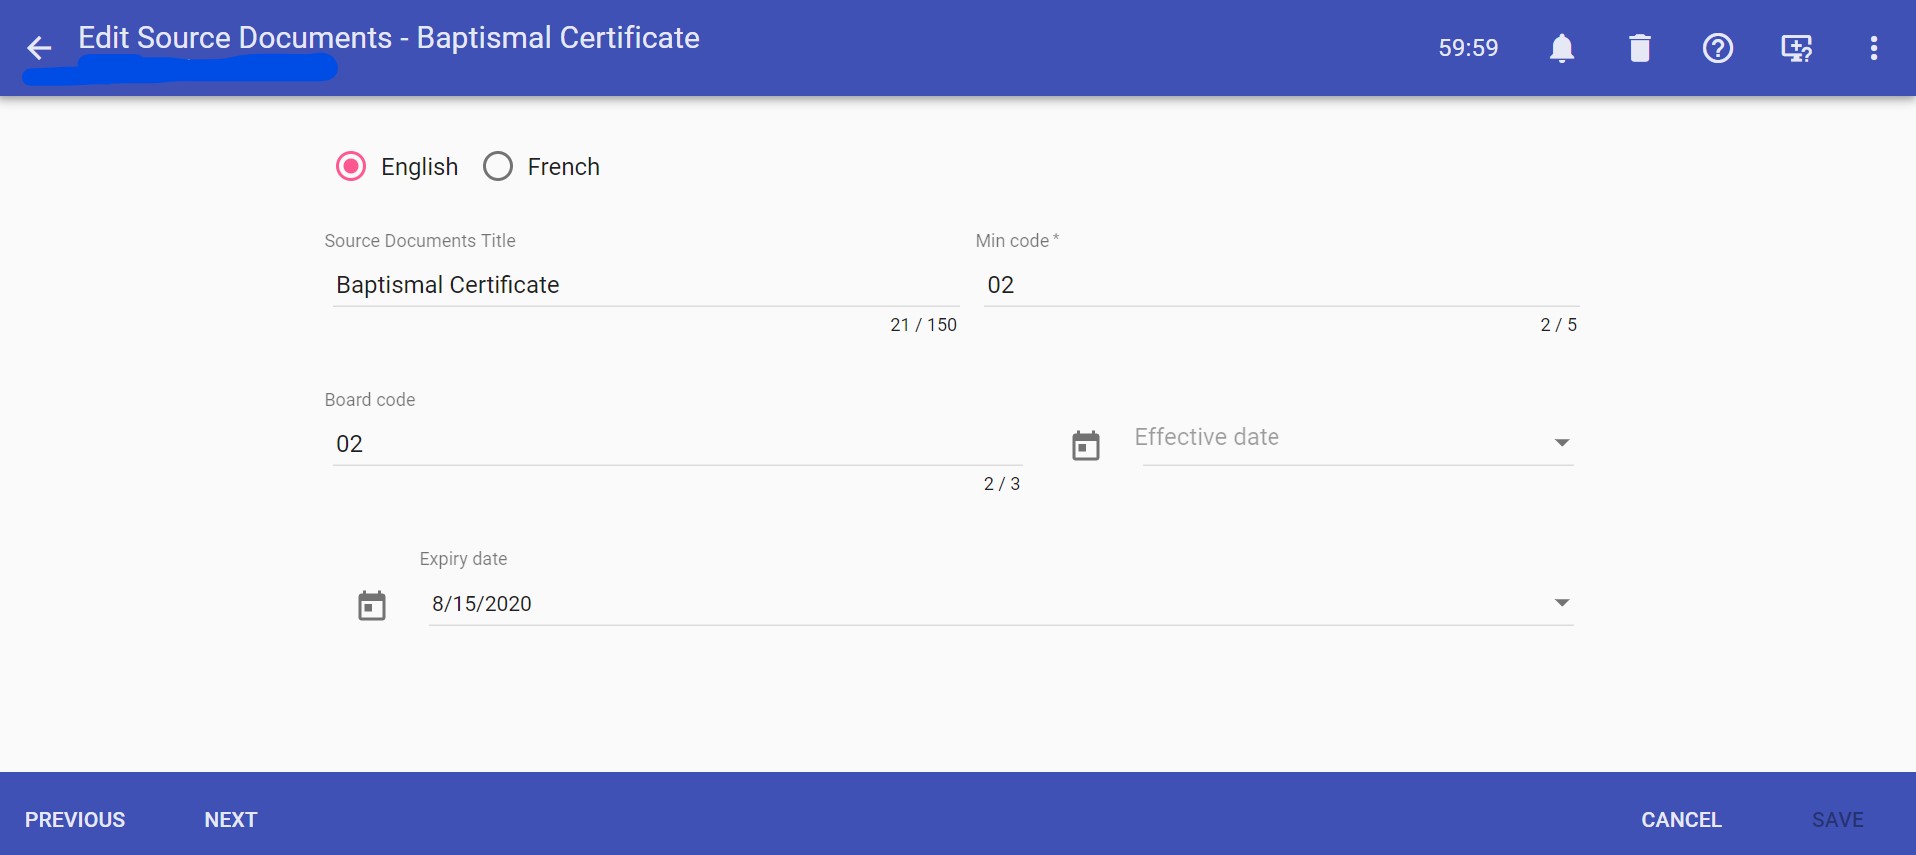 Edit Source Documents - Baptismal Certificate
59:59
English French
Source Documents Title Min code *
Baptismal Certificate 02
21 / 150 2 / 5
Board code
02 Effective date
2 / 3
Expiry date
8/15/2020
PREVIOUS NEXT CANCEL SAVE